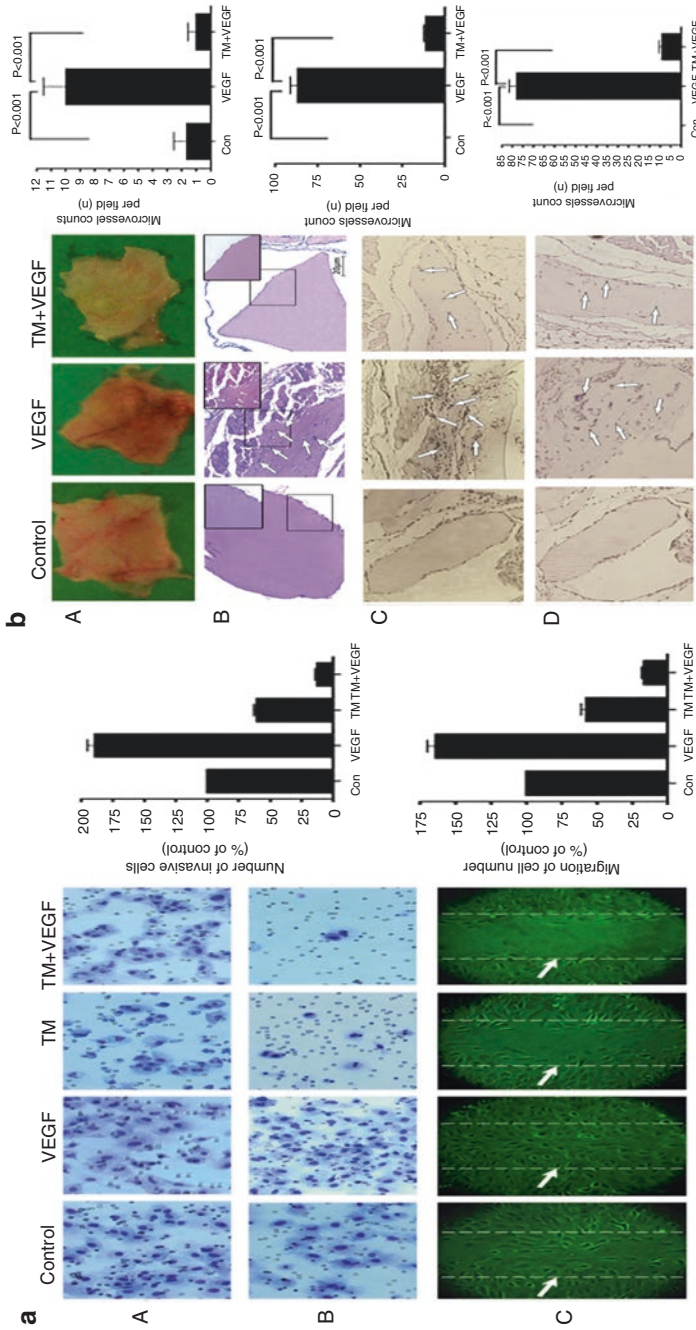 a
Control
VEGF
TM
TM+VEGF
A
B
C
Number of invasive cells
(% of control)
200
175
150
125
100
75
50
25
0
Con
VEGF
TM
TM+VEGF
Migration of cell number
(% of control)
175
150
125
100
75
50
25
0
Con
VEGF
TM
TM+VEGF
b
Control
VEGF
TM+VEGF
A
B
20µm
C
D
Microvessel counts
per field (n)
12
11
10
9
8
7
6
5
4
3
2
1
0
P<0.001
P<0.001
Con
VEGF
TM+VEGF
Microvessels count
per field (n)
100
75
50
25
0
P<0.001
P<0.001
Con
VEGF
TM+VEGF
Microvessels count
per field (n)
85
80
75
70
65
60
55
50
45
40
35
30
25
20
15
10
5
0
P<0.001
P<0.001
Con
VEGF
TM+VEGF